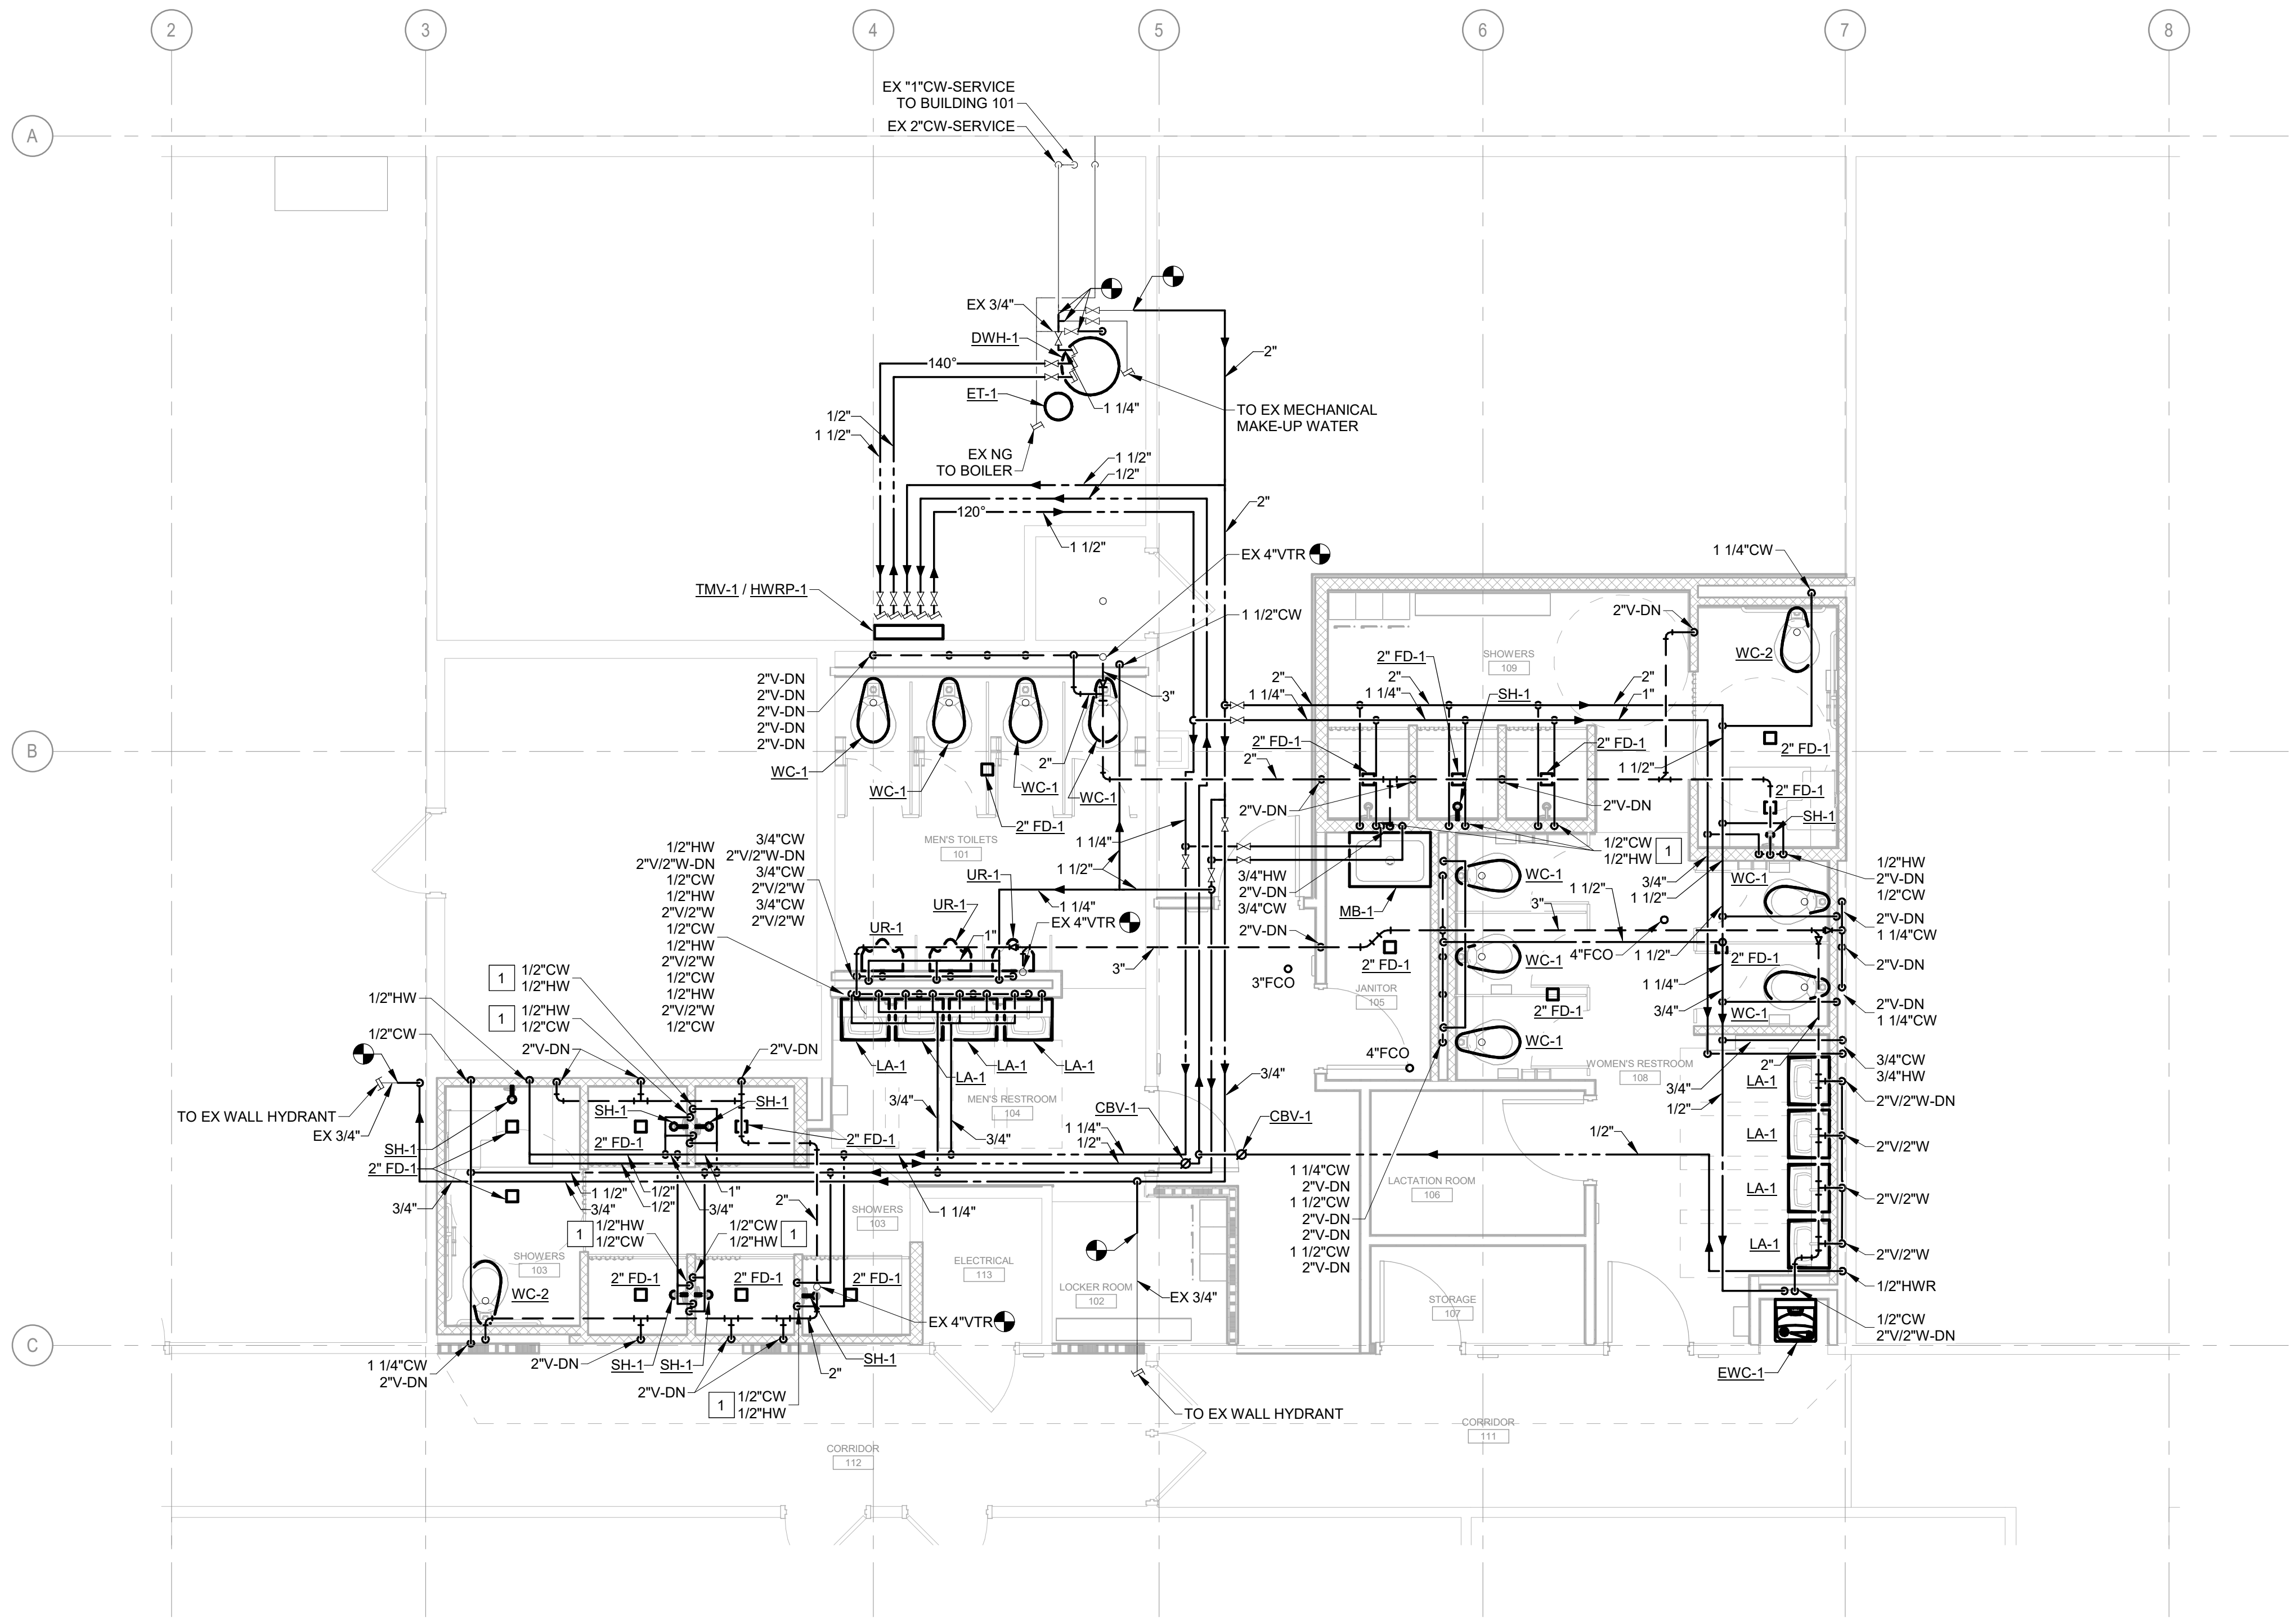 2
3
4
5
6
7
8
A
B
C
EX "1"CW-SERVICE
TO BUILDING 101
EX 2"CW-SERVICE
EX 3/4"
DWH-1
140°
ET-1
1 1/4"
2"
TO EX MECHANICAL
MAKE-UP WATER
1/2"
1 1/2"
EX NG
TO BOILER
1 1/2"
1/2"
2"
120°
1 1/2"
EX 4"VTR
TMV-1 / HWRP-1
1 1/2"CW
1 1/4"CW
2"V-DN
2"V-DN
2"V-DN
2"V-DN
2"V-DN
2"V-DN
3"
WC-1
WC-1
2"
WC-1
WC-1
2" FD-1
MEN'S TOILETS
101
SHOWERS
109
2" FD-1
2"
1 1/4"
2"
1 1/4"
SH-1
2"
1"
WC-2
2" FD-1
2"
2" FD-1
1 1/2"
2" FD-1
2"V-DN
2"V-DN
2" FD-1
SH-1
1/2"CW
1/2"HW
1
1 1/4"
1 1/2"
3/4"HW
2"V-DN
3/4"CW
MB-1
WC-1
1 1/2"
3/4"
1 1/2"
WC-1
1/2"HW
2"V-DN
1/2"CW
2"V-DN
1 1/4"CW
2"V-DN
2"V-DN
1 1/4"CW
3/4"CW
3/4"HW
2"V/2"W-DN
2"V/2"W
2"V/2"W
2"V/2"W
1/2"HWR
1/2"CW
2"V/2"W-DN
3/4"CW
2"V/2"W-DN
3/4"CW
2"V/2"W
3/4"CW
2"V/2"W
1/2"HW
2"V/2"W-DN
1/2"CW
1/2"HW
2"V/2"W
1/2"CW
1/2"HW
2"V/2"W
1/2"CW
1/2"HW
2"V/2"W
1/2"CW
UR-1
UR-1
UR-1
1"
1 1/4"
EX 4"VTR
2"V-DN
3"
3"FCO
2" FD-1
JANITOR
105
3"
WC-1
4"FCO
1 1/2"
2" FD-1
1 1/4"
3/4"
WC-1
2" FD-1
WC-1
4"FCO
WOMEN'S RESTROOM
108
2"
3/4"
1/2"
LA-1
LA-1
LA-1
LA-1
1
1/2"CW
1/2"HW
1
1/2"HW
1/2"CW
1/2"HW
1/2"CW
2"V-DN
2"V-DN
LA-1
LA-1
LA-1
LA-1
MEN'S RESTROOM
104
3/4"
3/4"
TO EX WALL HYDRANT
EX 3/4"
SH-1
2" FD-1
SH-1
SH-1
2" FD-1
2" FD-1
CBV-1
1 1/4"
1/2"
3/4"
CBV-1
1/2"
3/4"
1 1/2"
3/4"
1/2"
1/2"
3/4"
1"
2"
1 1/4"
SHOWERS
103
1
1/2"HW
1/2"CW
1/2"CW
1/2"HW
1
SHOWERS
103
ELECTRICAL
113
LOCKER ROOM
102
1 1/4"CW
2"V-DN
1 1/2"CW
2"V-DN
2"V-DN
1 1/2"CW
2"V-DN
LACTATION ROOM
106
STORAGE
107
WC-2
2" FD-1
2" FD-1
2" FD-1
EX 3/4"
EX 4"VTR
1 1/4"CW
2"V-DN
2"V-DN
SH-1
SH-1
SH-1
2"
2"V-DN
1
1/2"CW
1/2"HW
EWC-1
TO EX WALL HYDRANT
CORRIDOR
111
CORRIDOR
112